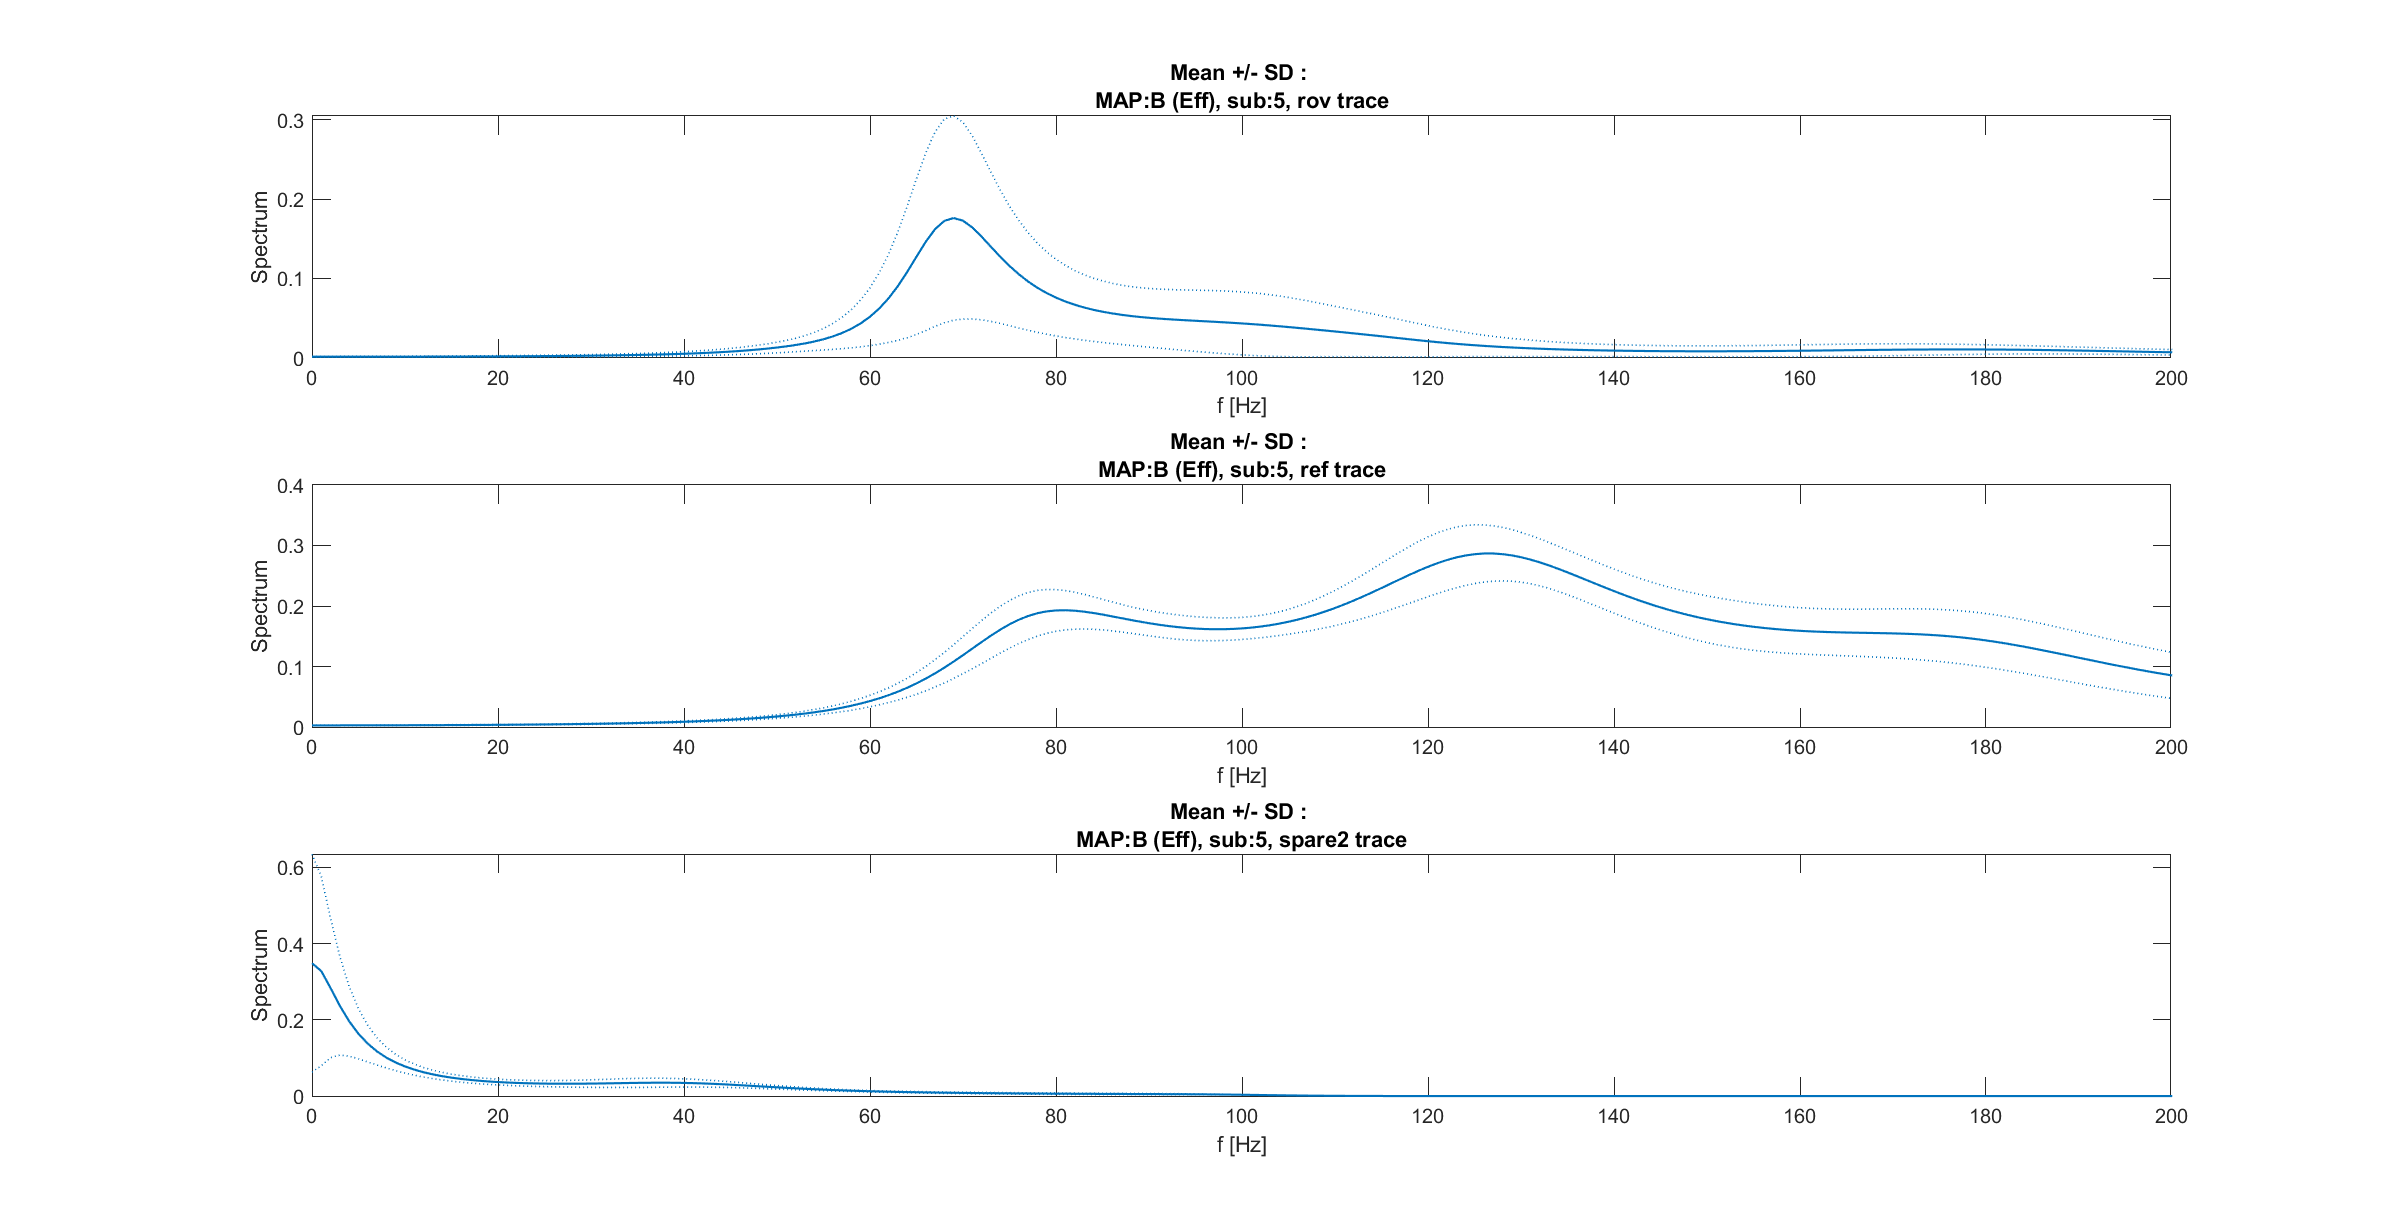 Mean +/- SD :
MAP:B (Eff), sub:5, rov trace
0.3
0.2
0.1
0
Spectrum
0 20 40 60 80 100 120 140 160 180 200
f [Hz]
Mean +/- SD :
MAP:B (Eff), sub:5, ref trace
0.4
0.3
0.2
0.1
0
Spectrum
0 20 40 60 80 100 120 140 160 180 200
f [Hz]
Mean +/- SD :
MAP:B (Eff), sub:5, spare2 trace
0.6
0.4
0.2
0
Spectrum
0 20 40 60 80 100 120 140 160 180 200
f [Hz]